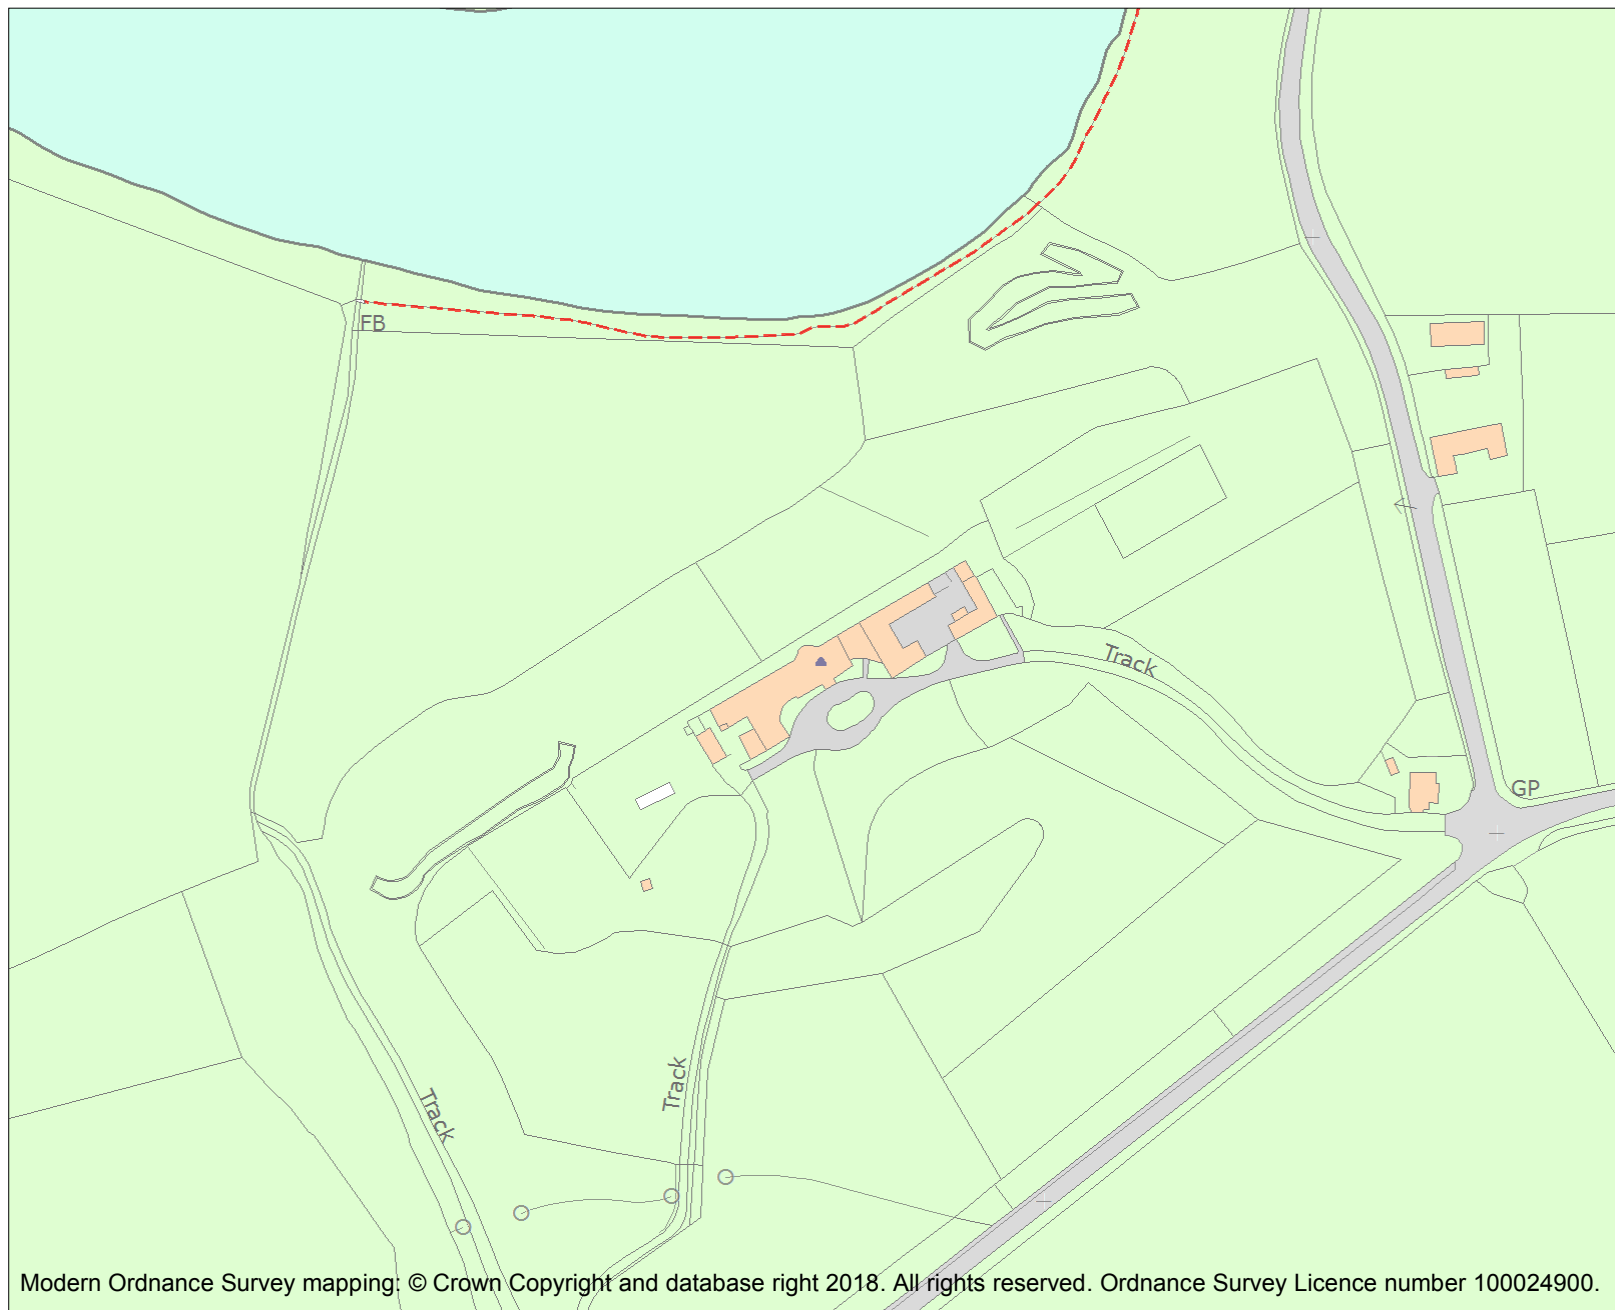 FB
Track
GP
Track
Track
Modern Ordnance Survey mapping: © Crown Copyright and database right 2018. All rights reserved. Ordnance Survey Licence number 100024900.